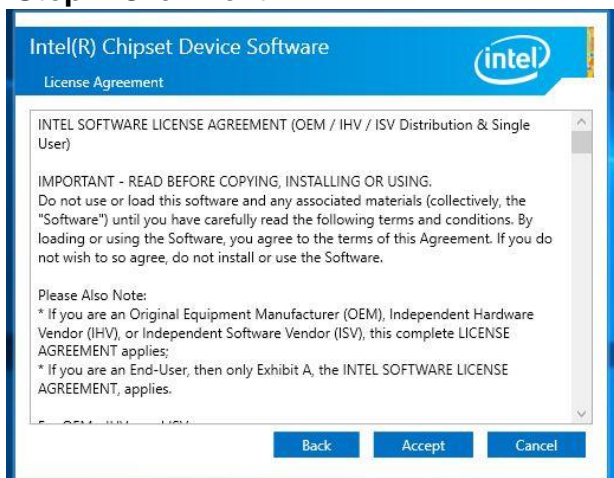 Intel(R) Chipset Device Software
intel
License Agreement
INTEL SOFTWARE LICENSE AGREEMENT (OEM / IHV / ISV Distribution & Single
User)
IMPORTANT - READ BEFORE COPYING, INSTALLING OR USING.
Do not use or load this software and any associated materials (collectively, the
"Software") until you have carefully read the following terms and conditions. By
loading or using the Software, you agree to the terms of this Agreement. If you do
not wish to so agree, do not install or use the Software.
Please Also Note:
* If you are an Original Equipment Manufacturer (OEM), Independent Hardware
Vendor (IHV), or Independent Software Vendor (ISV), this complete LICENSE
AGREEMENT applies;
* If you are an End-User, then only Exhibit A, the INTEL SOFTWARE LICENSE
AGREEMENT, applies.
Back Accept Cancel